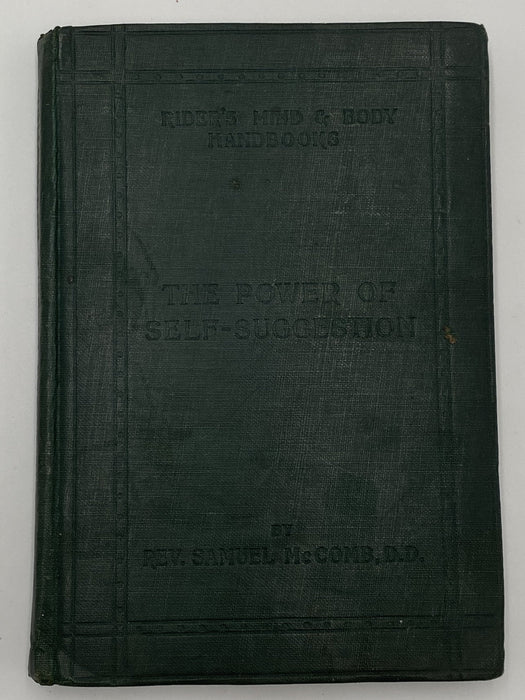 RIDER'S MIND & BODY
HANDBOOKS
THE POWER OF
SELF-SUGGESTION
BY
REV. SAMUEL McCOMB, D.D.